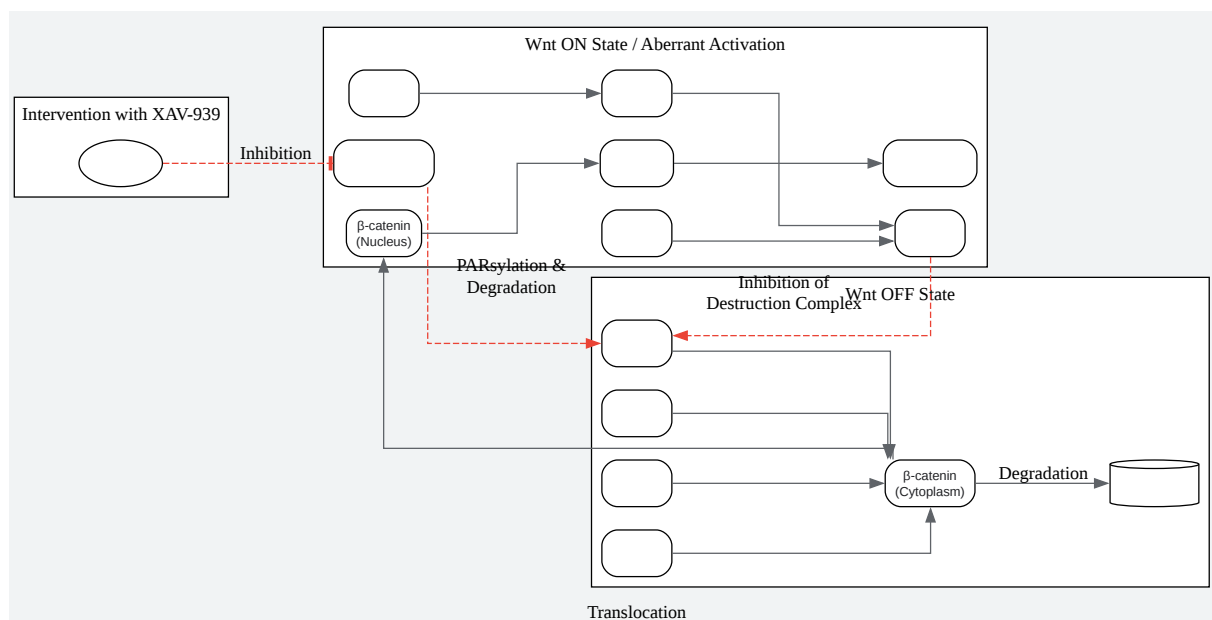 Wnt ON State / Aberrant Activation
Intervention with XAV-939
Inhibition
β-catenin
(Nucleus)
PARsylation &
Degradation
Inhibition of
Destruction Complex
Wnt OFF State
β-catenin
(Cytoplasm)
Degradation
Translocation